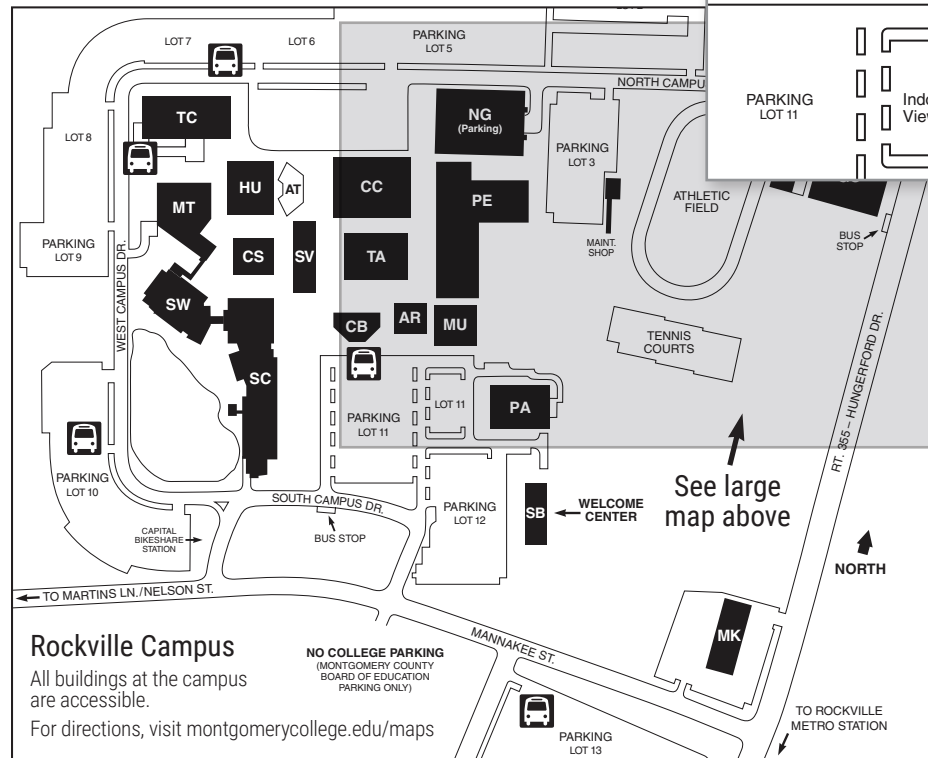 PARKING
LOT 11
Indo
View
LOT 7
LOT 6
PARKING
LOT 5
NORTH CAMPU
TC
NG
(Parking)
LOT 8
PARKING
LOT 3
HU
AT
CC
PE
MT
ATHLETIC
FIELD
MAINT.
SHOP
BUS
STOP
PARKING
LOT 9
CS
SV
TA
WEST CAMPUS DR.
SW
CB
AR
MU
TENNIS
COURTS
RT. 355 – HUNGERFORD DR.
SC
PARKING
LOT 11
LOT 11
PA
PARKING
LOT 10
See large
map above
SOUTH CAMPUS DR.
PARKING
LOT 12
SB
WELCOME
CENTER
CAPITAL
BIKESHARE
STATION
BUS STOP
NORTH
TO MARTINS LN./NELSON ST.
MANNAKEE ST.
MK
Rockville Campus
All buildings at the campus
are accessible.
For directions, visit montgomerycollege.edu/maps
NO COLLEGE PARKING
(MONTGOMERY COUNTY
BOARD OF EDUCATION
PARKING ONLY)
PARKING
LOT 13
TO ROCKVILLE
METRO STATION